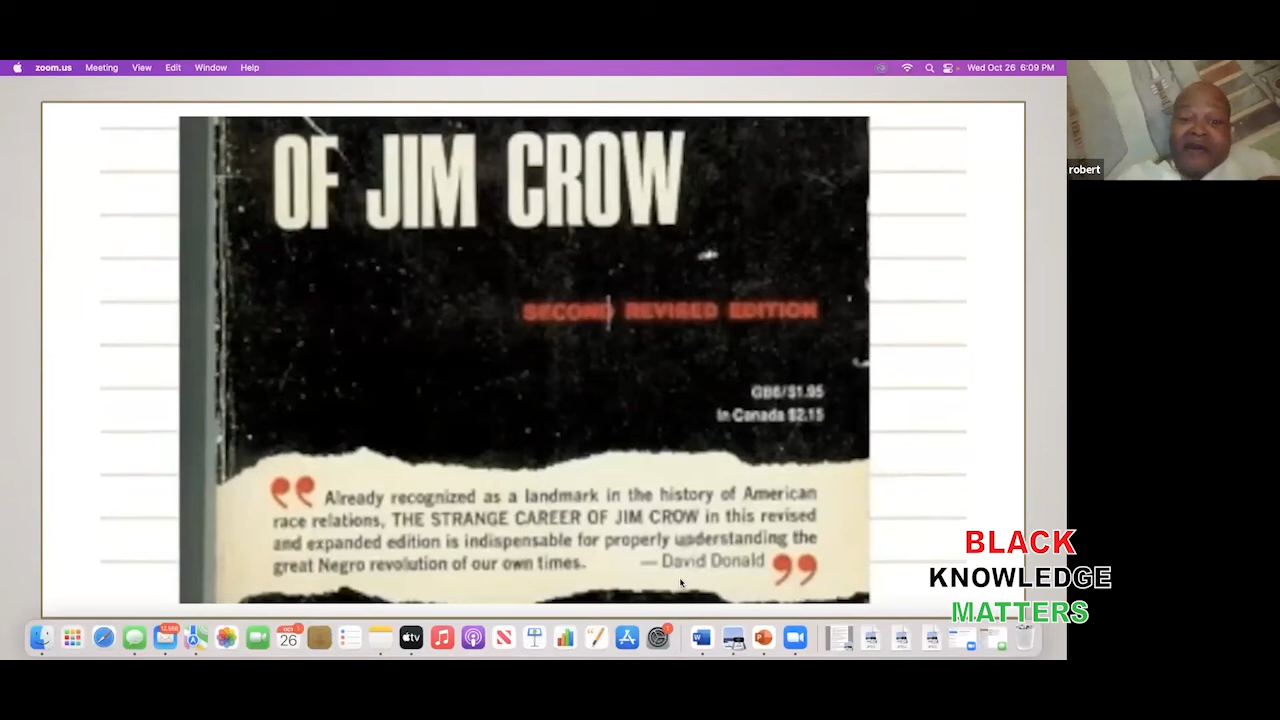 zoom.us Meeting View Edit Window Help Wed Oct 26 6:09 PM
robert
OF JIM CROW
SECOND REVISED EDITION
GB6/$1.95
In Canada $2.15
“ Already recognized as a landmark in the history of American
race relations, THE STRANGE CAREER OF JIM CROW in this revised
and expanded edition is indispensable for properly understanding the
great Negro revolution of our own times. — David Donald ”
BLACK
KNOWLEDGE
MATTERS
OCT
26
tv